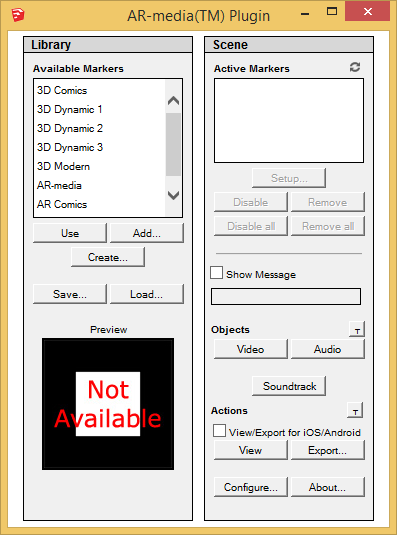 AR-media(TM) Plugin
Library
Available Markers
3D Comics
3D Dynamic 1
3D Dynamic 2
3D Dynamic 3
3D Modern
AR-media
AR Comics
Use
Add...
Create...
Save...
Load...
Preview
Not
Available
Scene
Active Markers
Setup...
Disable
Remove
Disable all
Remove all
Show Message
Objects
T
Video
Audio
Soundtrack
Actions
T
View/Export for iOS/Android
View
Export...
Configure...
About...